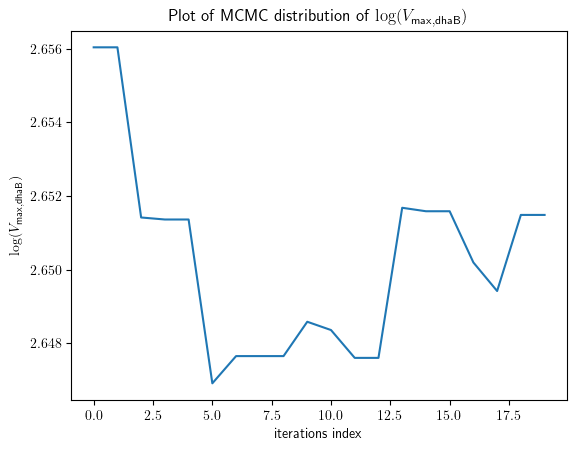 Plot of MCMC distribution of log(V_max,dhaB)
2.656
2.654
2.652
2.650
2.648
log(V_max,dhaB)
0.0 2.5 5.0 7.5 10.0 12.5 15.0 17.5
iterations index